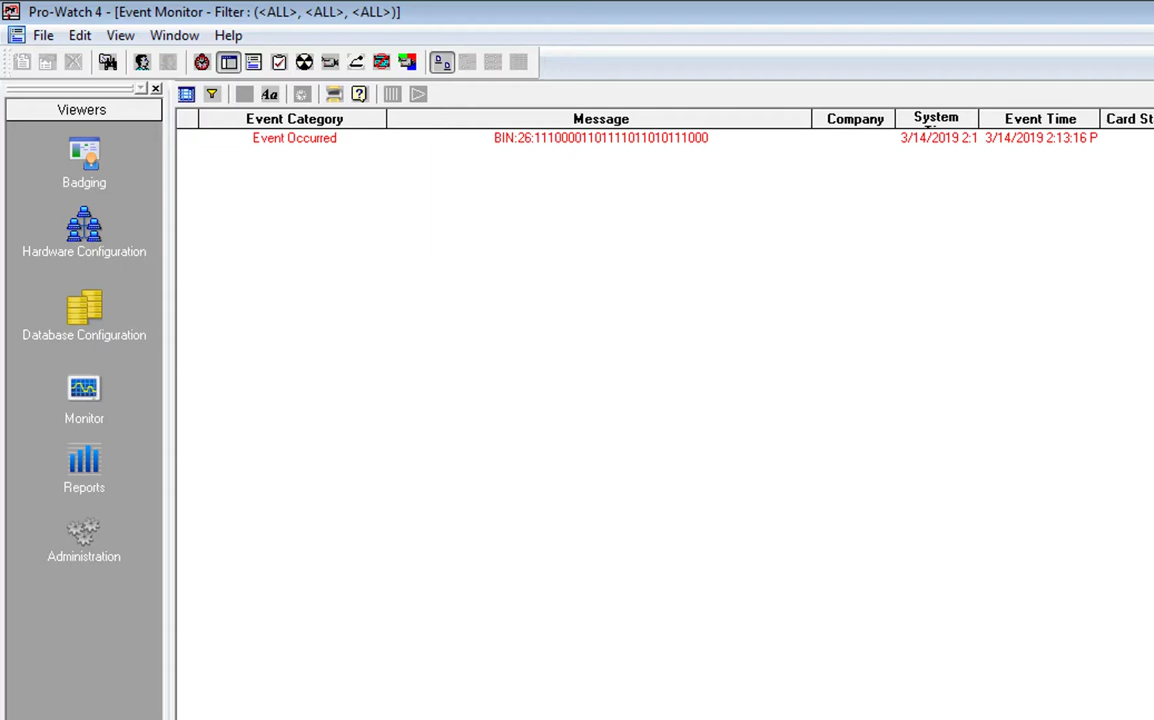 Pro-Watch 4 - [Event Monitor - Filter : (<ALL>, <ALL>, <ALL>)]
File Edit View Window Help
Viewers
Badging
Hardware Configuration
Database Configuration
Monitor
Reports
Administration
Aa
Event Category Message Company System Event Time Card St
Event Occurred BIN:26:11100001101111011010111000 3/14/2019 2:1 3/14/2019 2:13:16 P